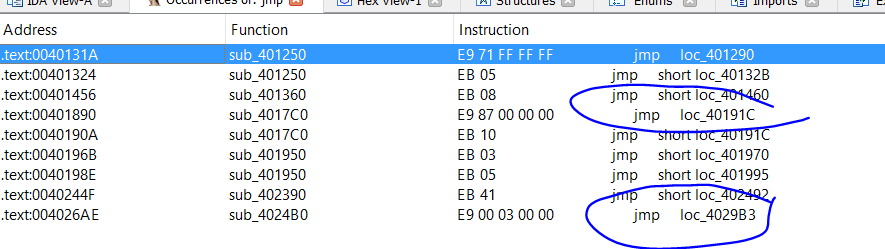 IDA View-A Occurrences of: jmp Hex View-1 Structures Enums Imports
Address Function Instruction
.text:0040131A sub_401250 E9 71 FF FF FF jmp loc_401290
.text:00401324 sub_401250 EB 05 jmp short loc_40132B
.text:00401456 sub_401360 EB 08 jmp short loc_401460
.text:00401890 sub_4017C0 E9 87 00 00 00 jmp loc_40191C
.text:0040190A sub_4017C0 EB 10 jmp short loc_40191C
.text:0040196B sub_401950 EB 03 jmp short loc_401970
.text:0040198E sub_401950 EB 05 jmp short loc_401995
.text:0040244F sub_402390 EB 41 jmp short loc_402492
.text:004026AE sub_4024B0 E9 00 03 00 00 jmp loc_4029B3